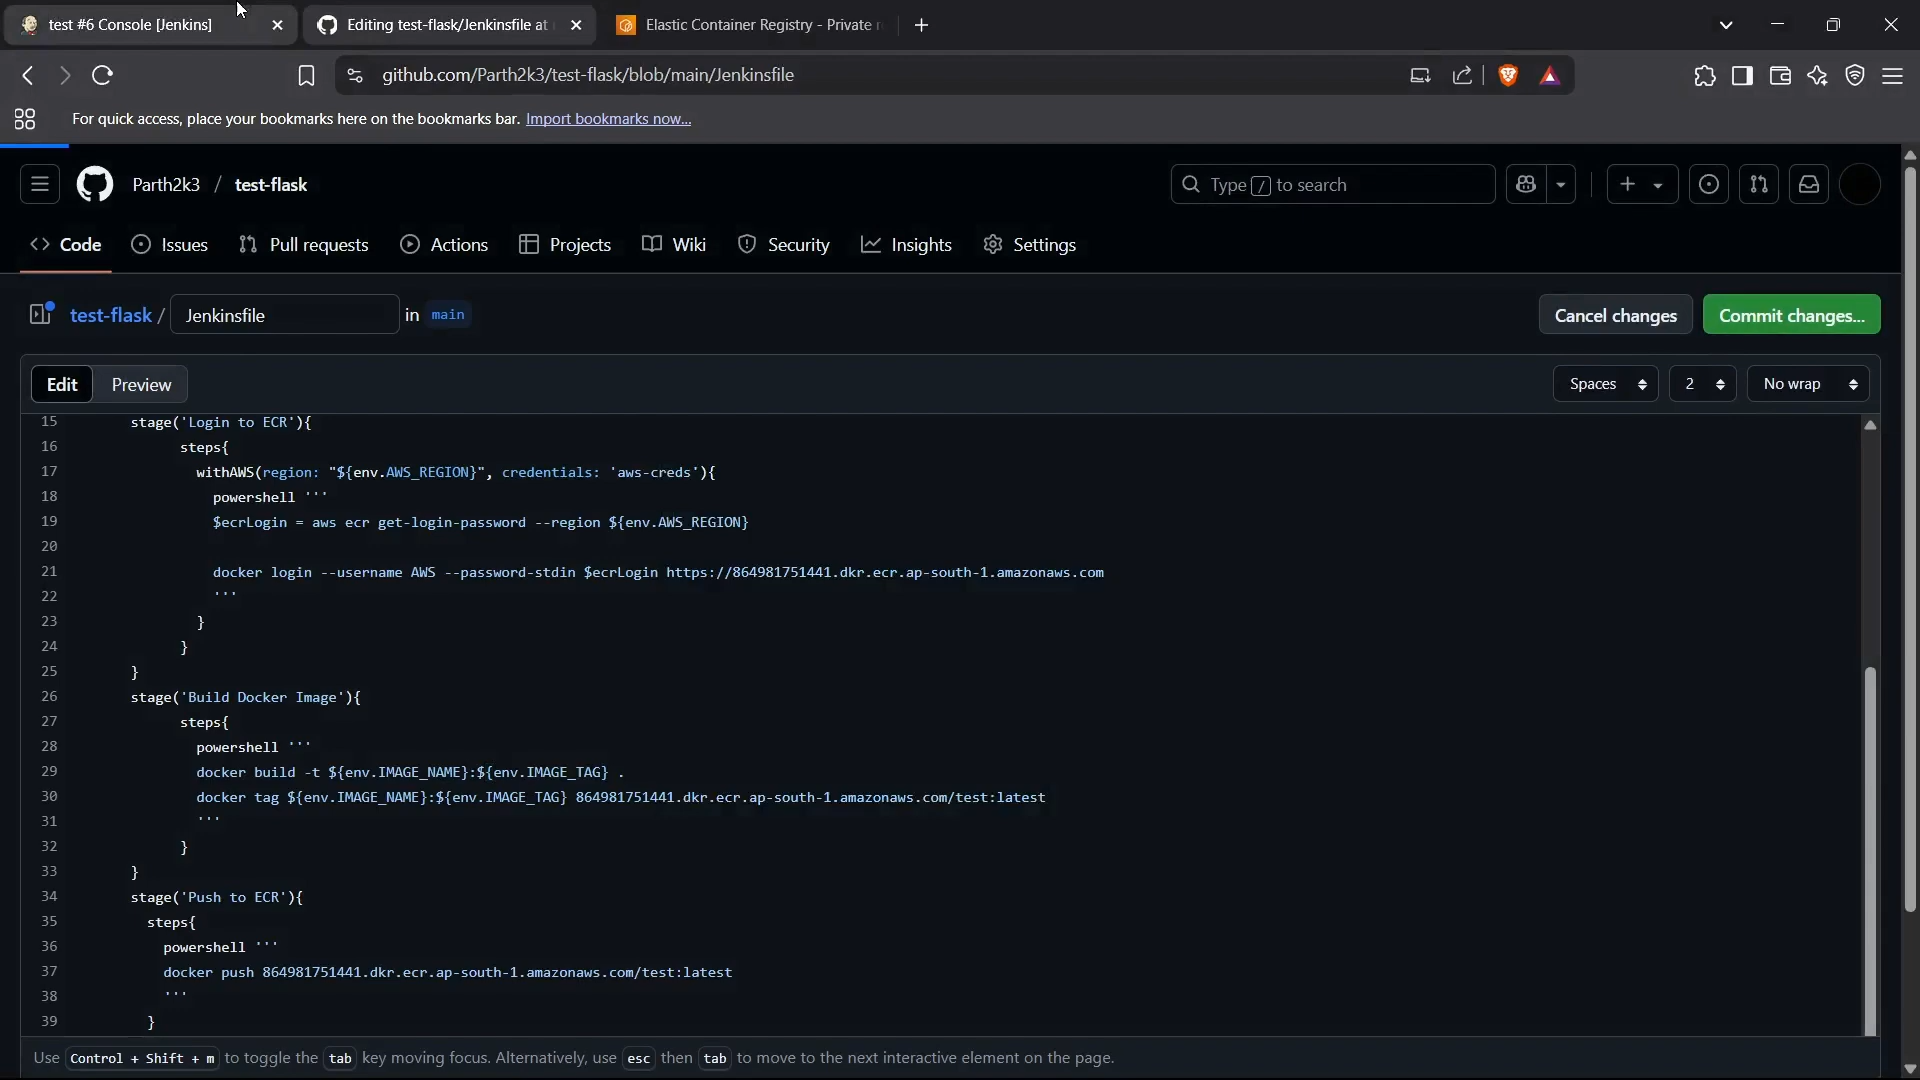 test #6 Console [Jenkins]
Editing test-flask/Jenkinsfile at
Elastic Container Registry - Private r
github.com/Parth2k3/test-flask/blob/main/Jenkinsfile
For quick access, place your bookmarks here on the bookmarks bar. Import bookmarks now...
Parth2k3 / test-flask
Type / to search
Code
Issues
Pull requests
Actions
Projects
Wiki
Security
Insights
Settings
test-flask / Jenkinsfile in main
Cancel changes
Commit changes...
Edit
Preview
Spaces
2
No wrap
15 stage('Login to ECR'){
16 steps{
17 withAWS(region: "${env.AWS_REGION}", credentials: 'aws-creds'){
18 powershell '''
19 $ecrLogin = aws ecr get-login-password --region ${env.AWS_REGION}
20
21 docker login --username AWS --password-stdin $ecrLogin https://864981751441.dkr.ecr.ap-south-1.amazonaws.com
22 '''
23 }
24 }
25 }
26 stage('Build Docker Image'){
27 steps{
28 powershell '''
29 docker build -t ${env.IMAGE_NAME}:${env.IMAGE_TAG} .
30 docker tag ${env.IMAGE_NAME}:${env.IMAGE_TAG} 864981751441.dkr.ecr.ap-south-1.amazonaws.com/test:latest
31 '''
32 }
33 }
34 stage('Push to ECR'){
35 steps{
36 powershell '''
37 docker push 864981751441.dkr.ecr.ap-south-1.amazonaws.com/test:latest
38 '''
39 }
Use Control + Shift + m to toggle the tab key moving focus. Alternatively, use esc then tab to move to the next interactive element on the page.